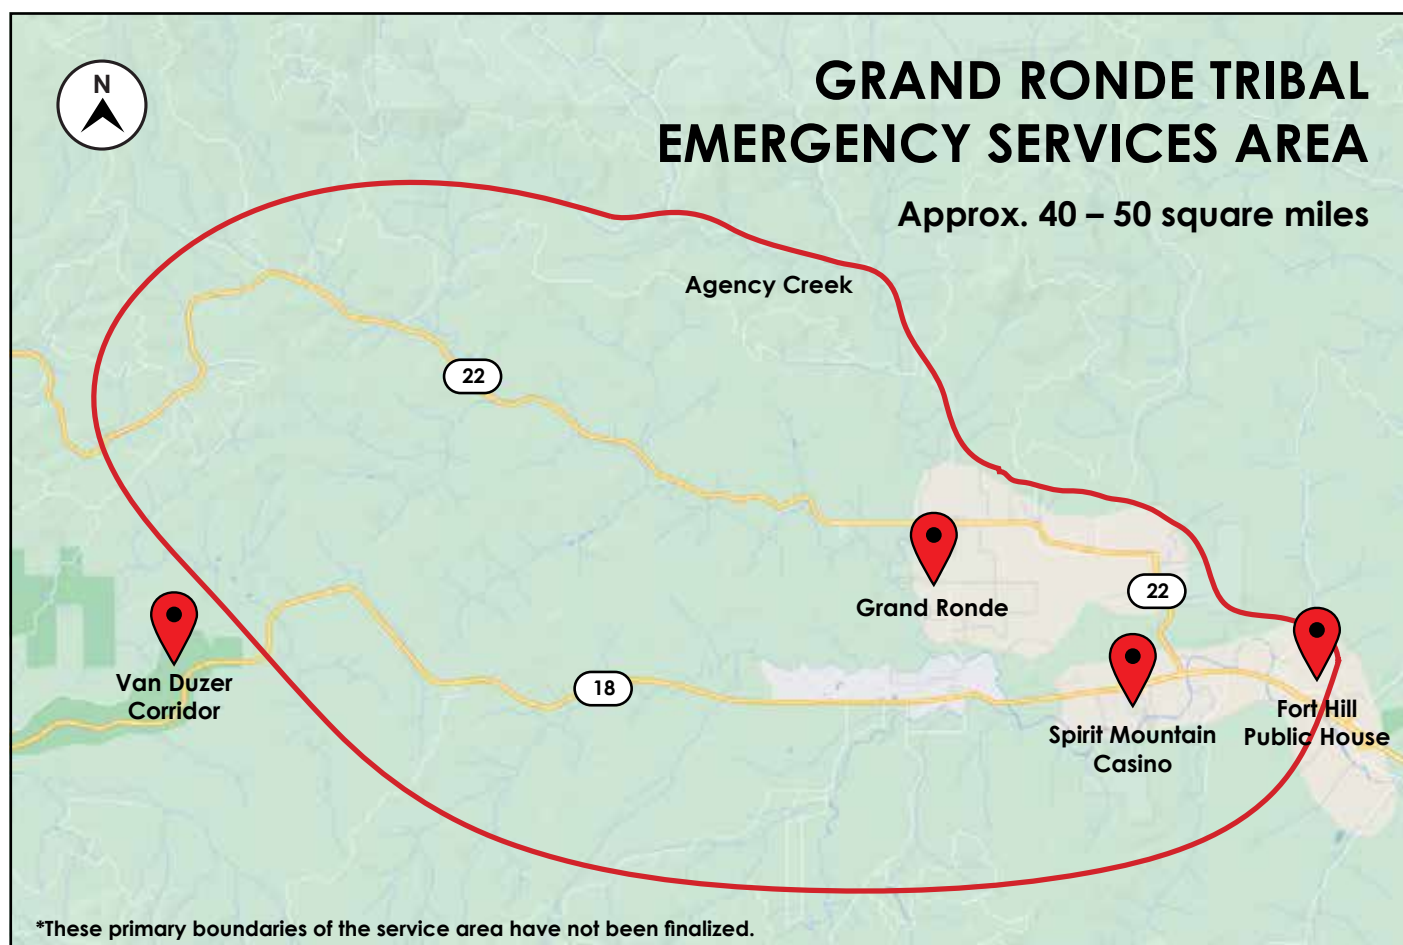 N
GRAND RONDE TRIBAL
EMERGENCY SERVICES AREA
Approx. 40 – 50 square miles
Agency Creek
22
22
Grand Ronde
Van Duzer
Corridor
18
Spirit Mountain
Casino
Fort Hill
Public House
*These primary boundaries of the service area have not been finalized.